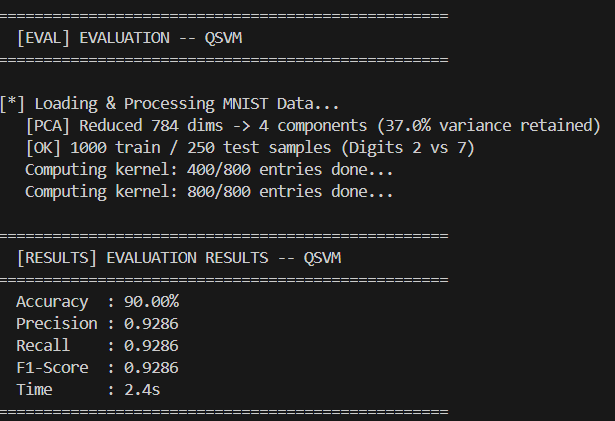 ==================================================
[EVAL] EVALUATION -- QSVM
==================================================
[*] Loading & Processing MNIST Data...
[PCA] Reduced 784 dims -> 4 components (37.0% variance retained)
[OK] 1000 train / 250 test samples (Digits 2 vs 7)
Computing kernel: 400/800 entries done...
Computing kernel: 800/800 entries done...
==================================================
[RESULTS] EVALUATION RESULTS -- QSVM
==================================================
Accuracy : 90.00%
Precision : 0.9286
Recall : 0.9286
F1-Score : 0.9286
Time : 2.4s
==================================================